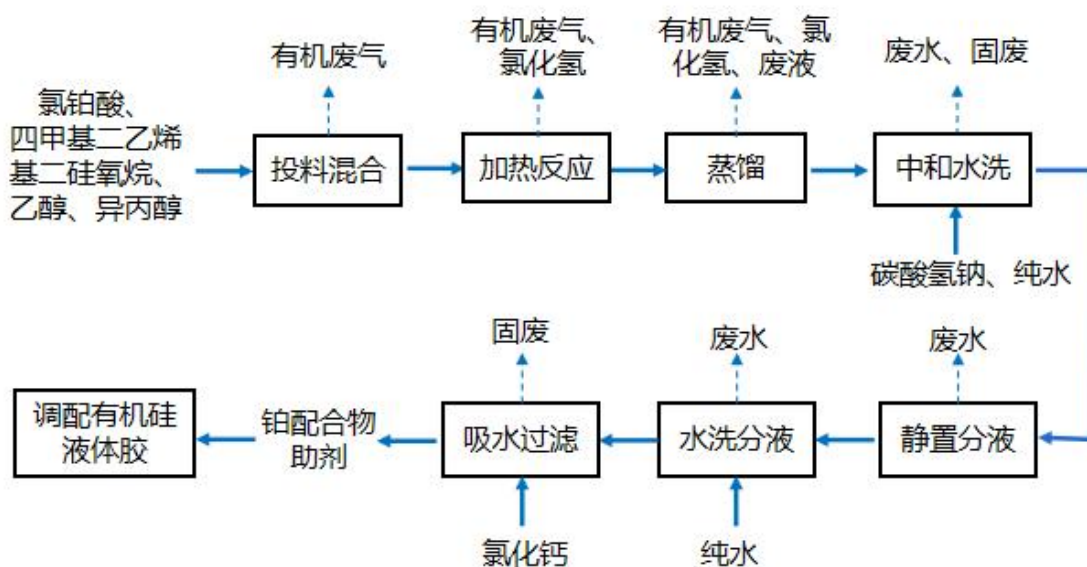 有机废气
有机废气、
氯化氢
有机废气、氯
化氢、废液
废水、固废
氯铂酸、
四甲基二乙烯
基二硅氧烷、
乙醇、异丙醇
投料混合
加热反应
蒸馏
中和水洗
碳酸氢钠、纯水
固废
废水
废水
调配有机硅
液体胶
铂配合物
助剂
吸水过滤
水洗分液
静置分液
氯化钙
纯水